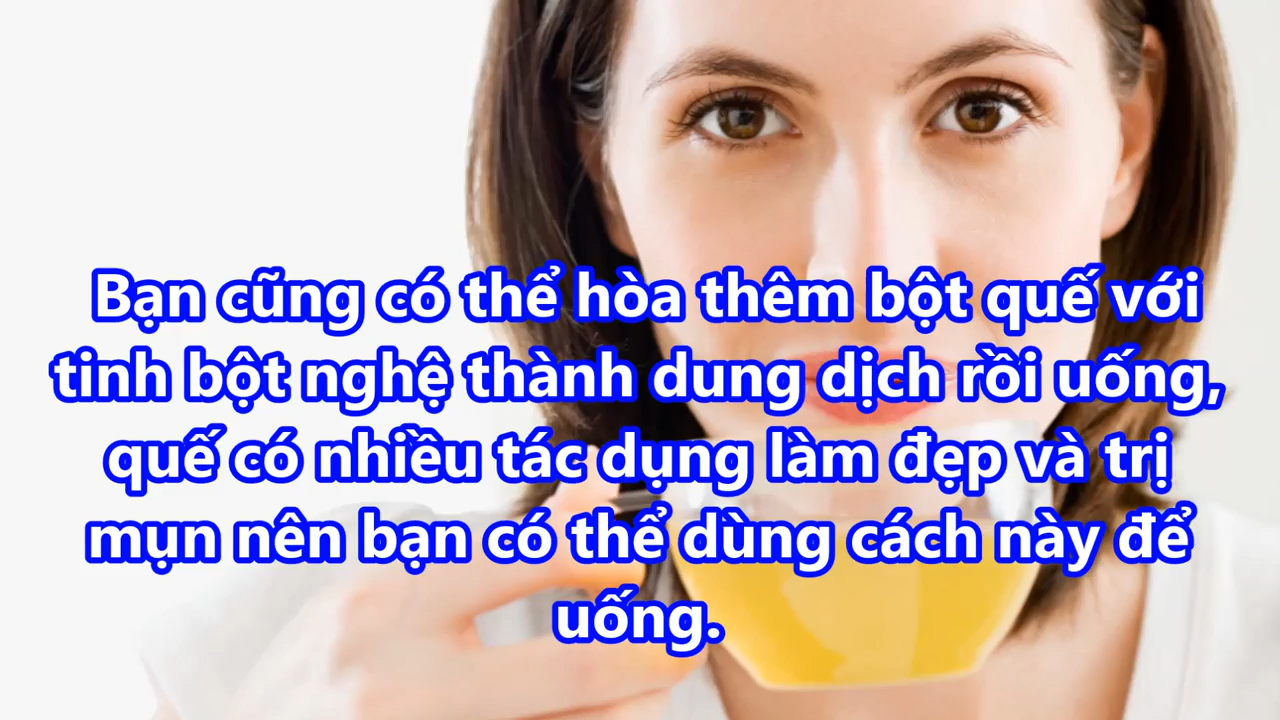 Bạn cũng có thể hòa thêm bột quế với
tinh bột nghệ thành dung dịch rồi uống,
quế có nhiều tác dụng làm đẹp và trị
mụn nên bạn có thể dùng cách này để
uống.